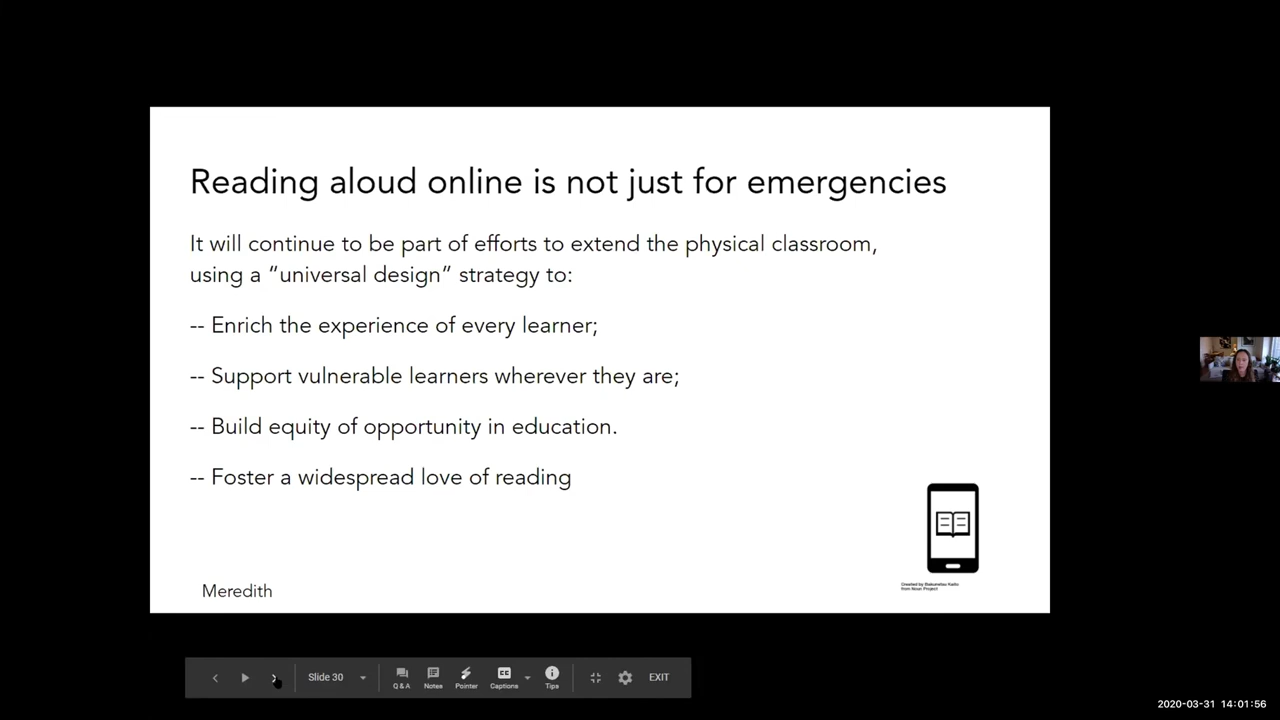 Reading aloud online is not just for emergencies
It will continue to be part of efforts to extend the physical classroom,
using a “universal design” strategy to:
-- Enrich the experience of every learner;
-- Support vulnerable learners wherever they are;
-- Build equity of opportunity in education.
-- Foster a widespread love of reading
Created by
from Noun Project
Meredith
Slide 30
Q & A
Notes
Pointer
CC
Captions
Tips
EXIT
2020-03-31 14:01:56